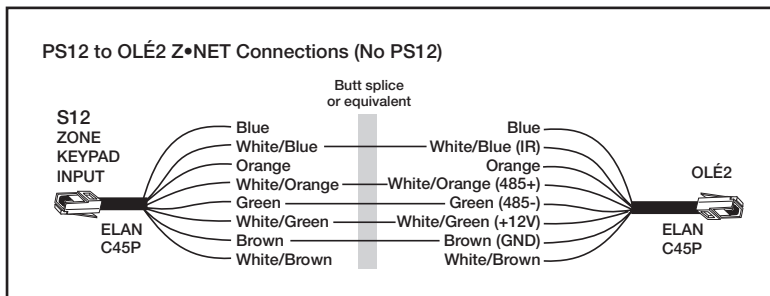 PS12 to OLÉ2 Z•NET Connections (No PS12)
Butt splice
or equivalent
S12
ZONE
KEYPAD
INPUT
ELAN
C45P
Blue
White/Blue
Orange
White/Orange
Green
White/Green
Brown
White/Brown
Blue
White/Blue (IR)
Orange
White/Orange (485+)
Green (485-)
White/Green (+12V)
Brown (GND)
White/Brown
OLÉ2
ELAN
C45P